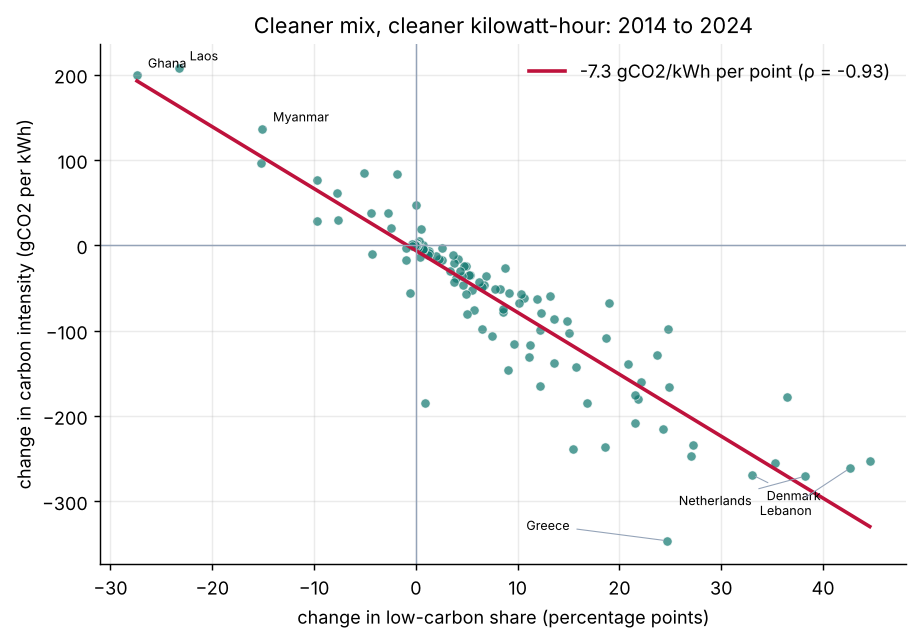 Cleaner mix, cleaner kilowatt-hour: 2014 to 2024
-7.3 gCO2/kWh per point (ρ = -0.93)
Laos
Ghana
Myanmar
Netherlands
Denmark
Lebanon
Greece
200
100
0
−100
−200
−300
−30
−20
−10
0
10
20
30
40
change in low-carbon share (percentage points)
change in carbon intensity (gCO2 per kWh)